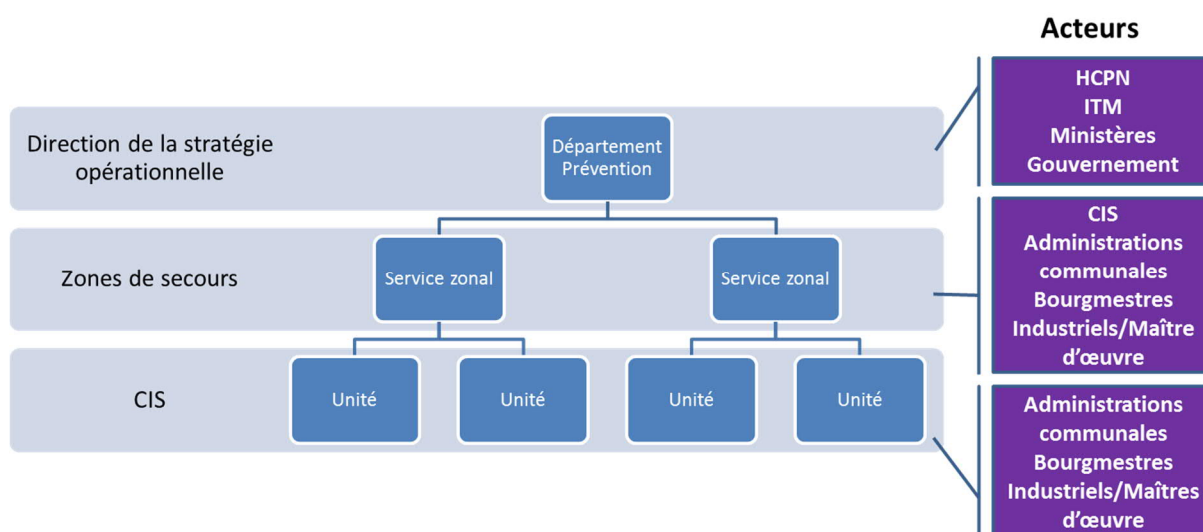 Acteurs
Direction de la stratégie
opérationnelle
Département
Prévention
HCPN
ITM
Ministères
Gouvernement
Zones de secours
Service zonal
Service zonal
CIS
Administrations
communales
Bourgmestres
Industriels/Maître
d’œuvre
CIS
Unité
Unité
Unité
Unité
Administrations
communales
Bourgmestres
Industriels/Maîtres
d’œuvre